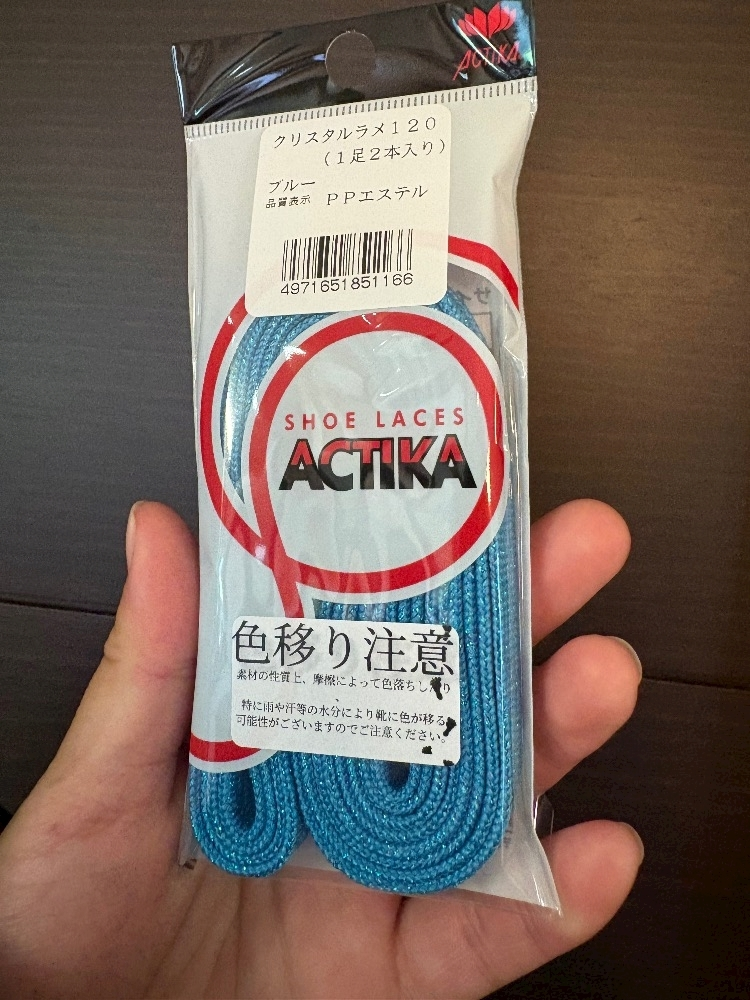 ACTIKA
クリスタルラメ120
(1足2本入り)
ブルー
品質表示 PPエステル
4971651851166
SHOE LACES
ACTIKA
色移り注意
素材の性質上、摩擦によって色落ちしたり
特に雨や汗等の水分により靴に色が移る
可能性がございますのでご注意ください。